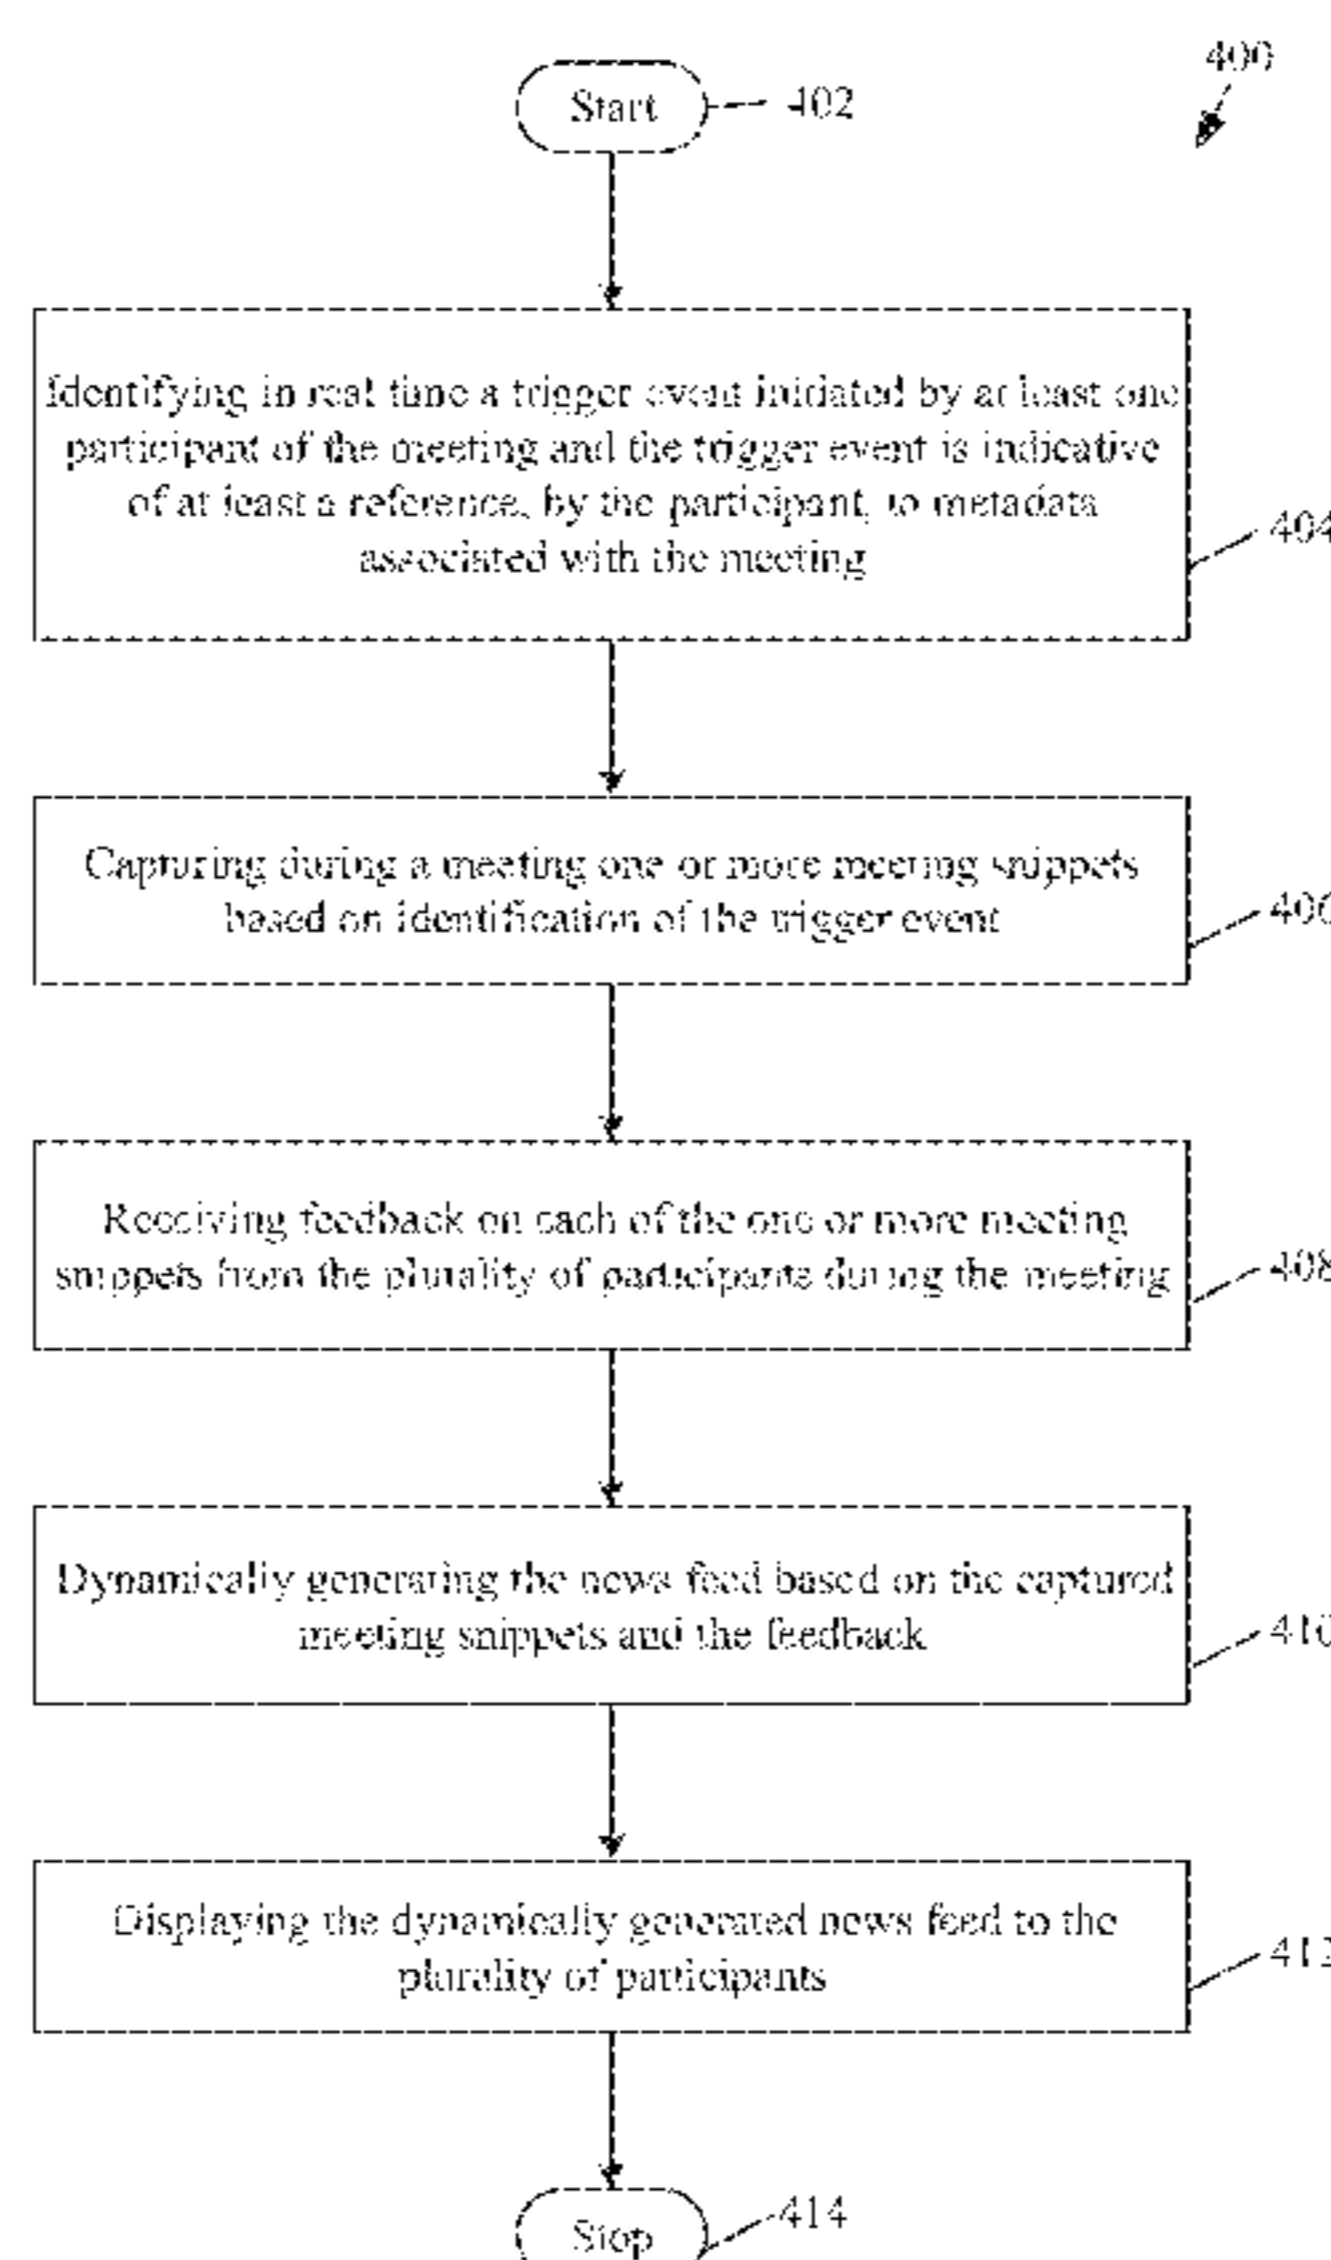 400
Start
402
Identifying in real time a trigger event initiated by at least one
participant of the meeting and the trigger event is indicative
of at least a reference, by the participant, to metadata
associated with the meeting
404
Capturing during a meeting one or more meeting snippets
based on identification of the trigger event
406
Receiving feedback on each of the one or more meeting
snippets from the plurality of participants during the meeting
408
Dynamically generating the news feed based on the captured
meeting snippets and the feedback
410
Displaying the dynamically generated news feed to the
plurality of participants
412
Stop
414